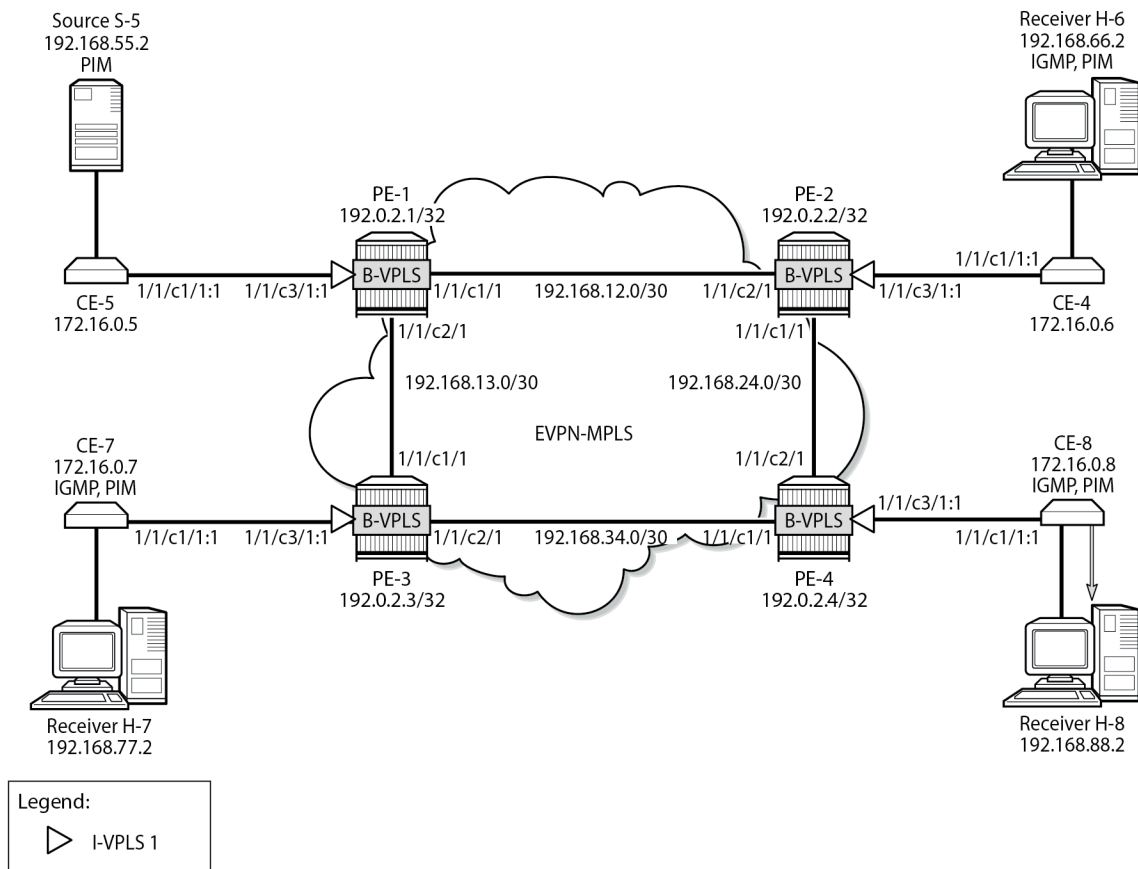 Source S-5
192.168.55.2
PIM
Receiver H-6
192.168.66.2
IGMP, PIM
PE-1
192.0.2.1/32
PE-2
192.0.2.2/32
B-VPLS
B-VPLS
1/1/c1/1:1
1/1/c3/1:1
1/1/c1/1
192.168.12.0/30
1/1/c2/1
1/1/c3/1:1
1/1/c1/1:1
CE-5
172.16.0.5
CE-4
172.16.0.6
1/1/c2/1
1/1/c1/1
192.168.13.0/30
192.168.24.0/30
EVPN-MPLS
CE-7
172.16.0.7
IGMP, PIM
1/1/c1/1
1/1/c2/1
CE-8
172.16.0.8
IGMP, PIM
1/1/c3/1:1
B-VPLS
B-VPLS
1/1/c1/1:1
1/1/c3/1:1
1/1/c2/1
192.168.34.0/30
1/1/c1/1
1/1/c1/1:1
PE-3
192.0.2.3/32
PE-4
192.0.2.4/32
Receiver H-7
192.168.77.2
Receiver H-8
192.168.88.2
Legend:
I-VPLS 1